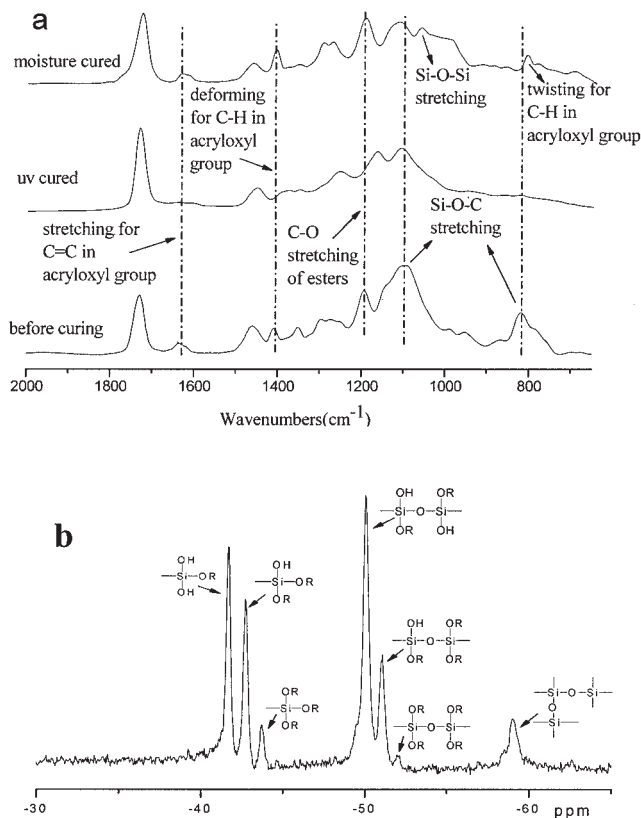 a
moisture cured
deforming
for C-H in
acryloxyl
group
Si-O-Si
stretching
twisting for
C-H in
acryloxyl group
uv cured
stretching for
C=C in
acryloxyl group
C-O
stretching
of esters
Si-O-C
stretching
before curing
2000 1800 1600 1400 1200 1000 800
Wavenumbers(cm-1)
b
OH
Si-OR
OH
OH
Si-OR
OR
OR
Si-OR
OR
OH OR
Si-O-Si
OR OH
OH OR
Si-O-Si
OR OR
OR OR
Si-O-Si
OR OR
Si-O-Si
O
Si
-30 -40 -50 -60 ppm